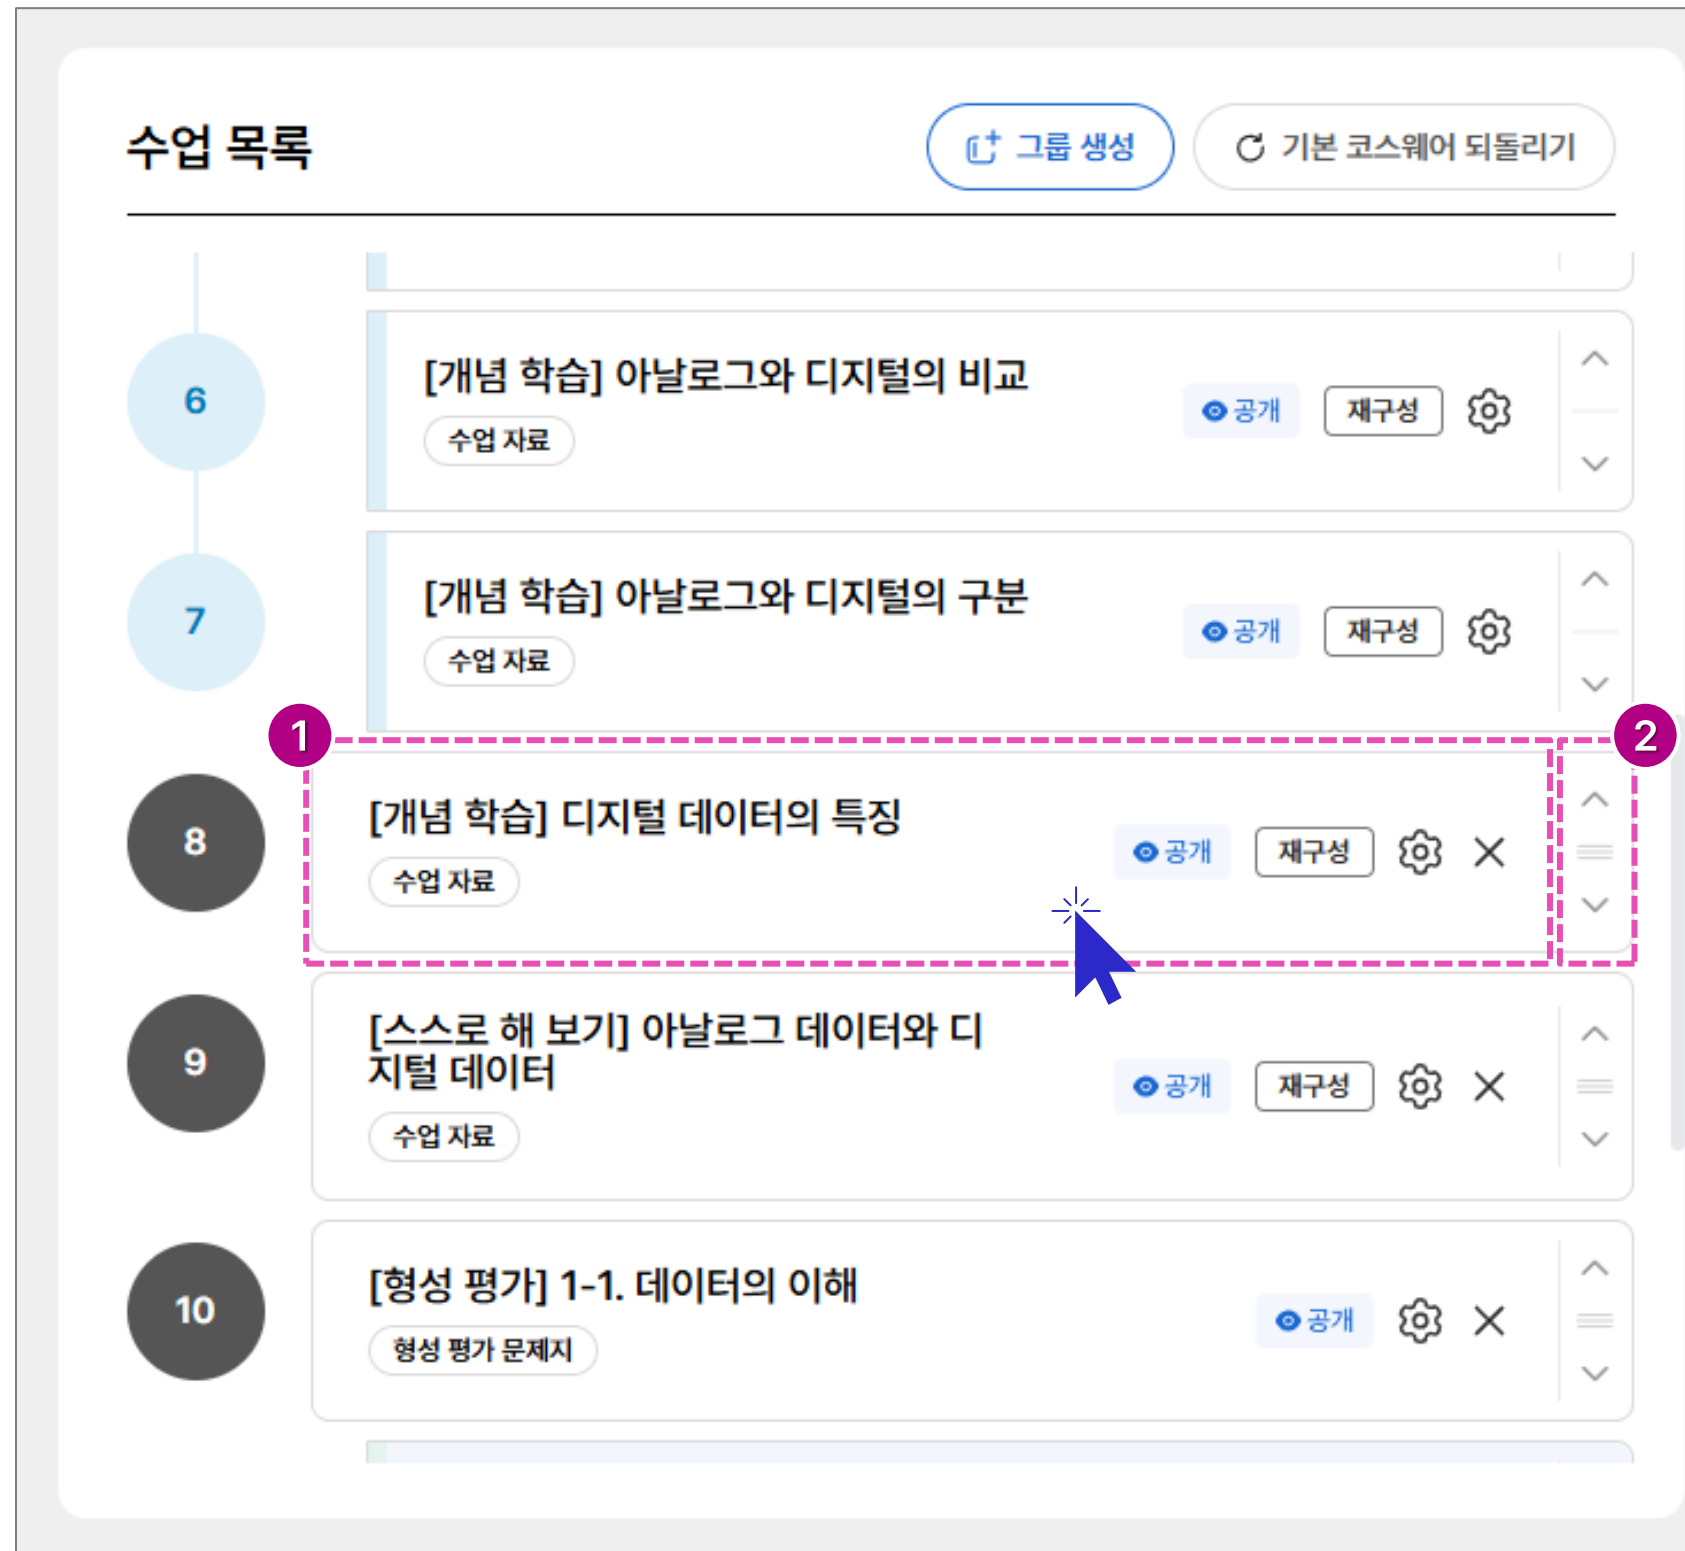 수업 목록
그룹 생성
기본 코스웨어 되돌리기
6
[개념 학습] 아날로그와 디지털의 비교
수업 자료
공개
재구성
7
[개념 학습] 아날로그와 디지털의 구분
수업 자료
공개
재구성
1
2
8
[개념 학습] 디지털 데이터의 특징
수업 자료
공개
재구성
9
[스스로 해 보기] 아날로그 데이터와 디
지털 데이터
수업 자료
공개
재구성
10
[형성 평가] 1-1. 데이터의 이해
형성 평가 문제지
공개